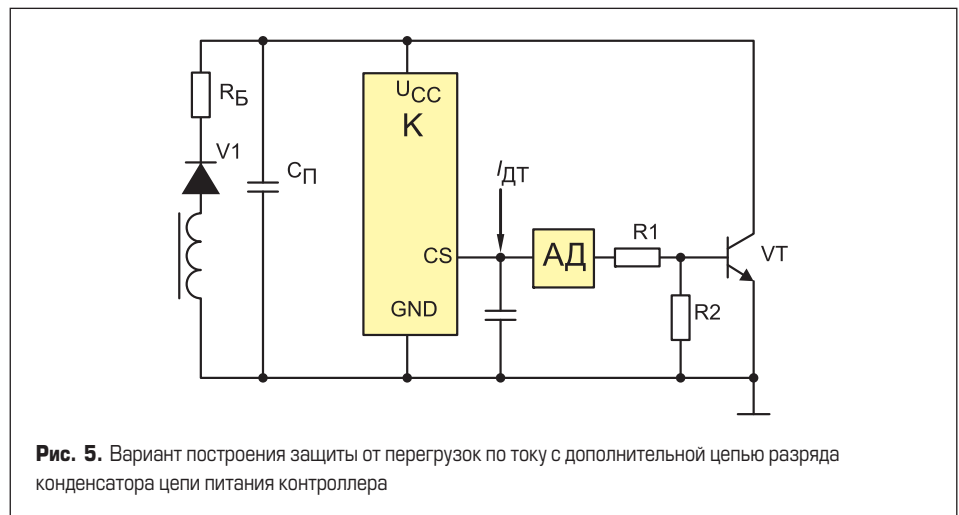 RБ
V1
CП
UCC
K
IДТ
CS
АД
R1
VT
R2
GND
Рис. 5. Вариант построения защиты от перегрузок по току с дополнительной цепью разряда
конденсатора цепи питания контроллера